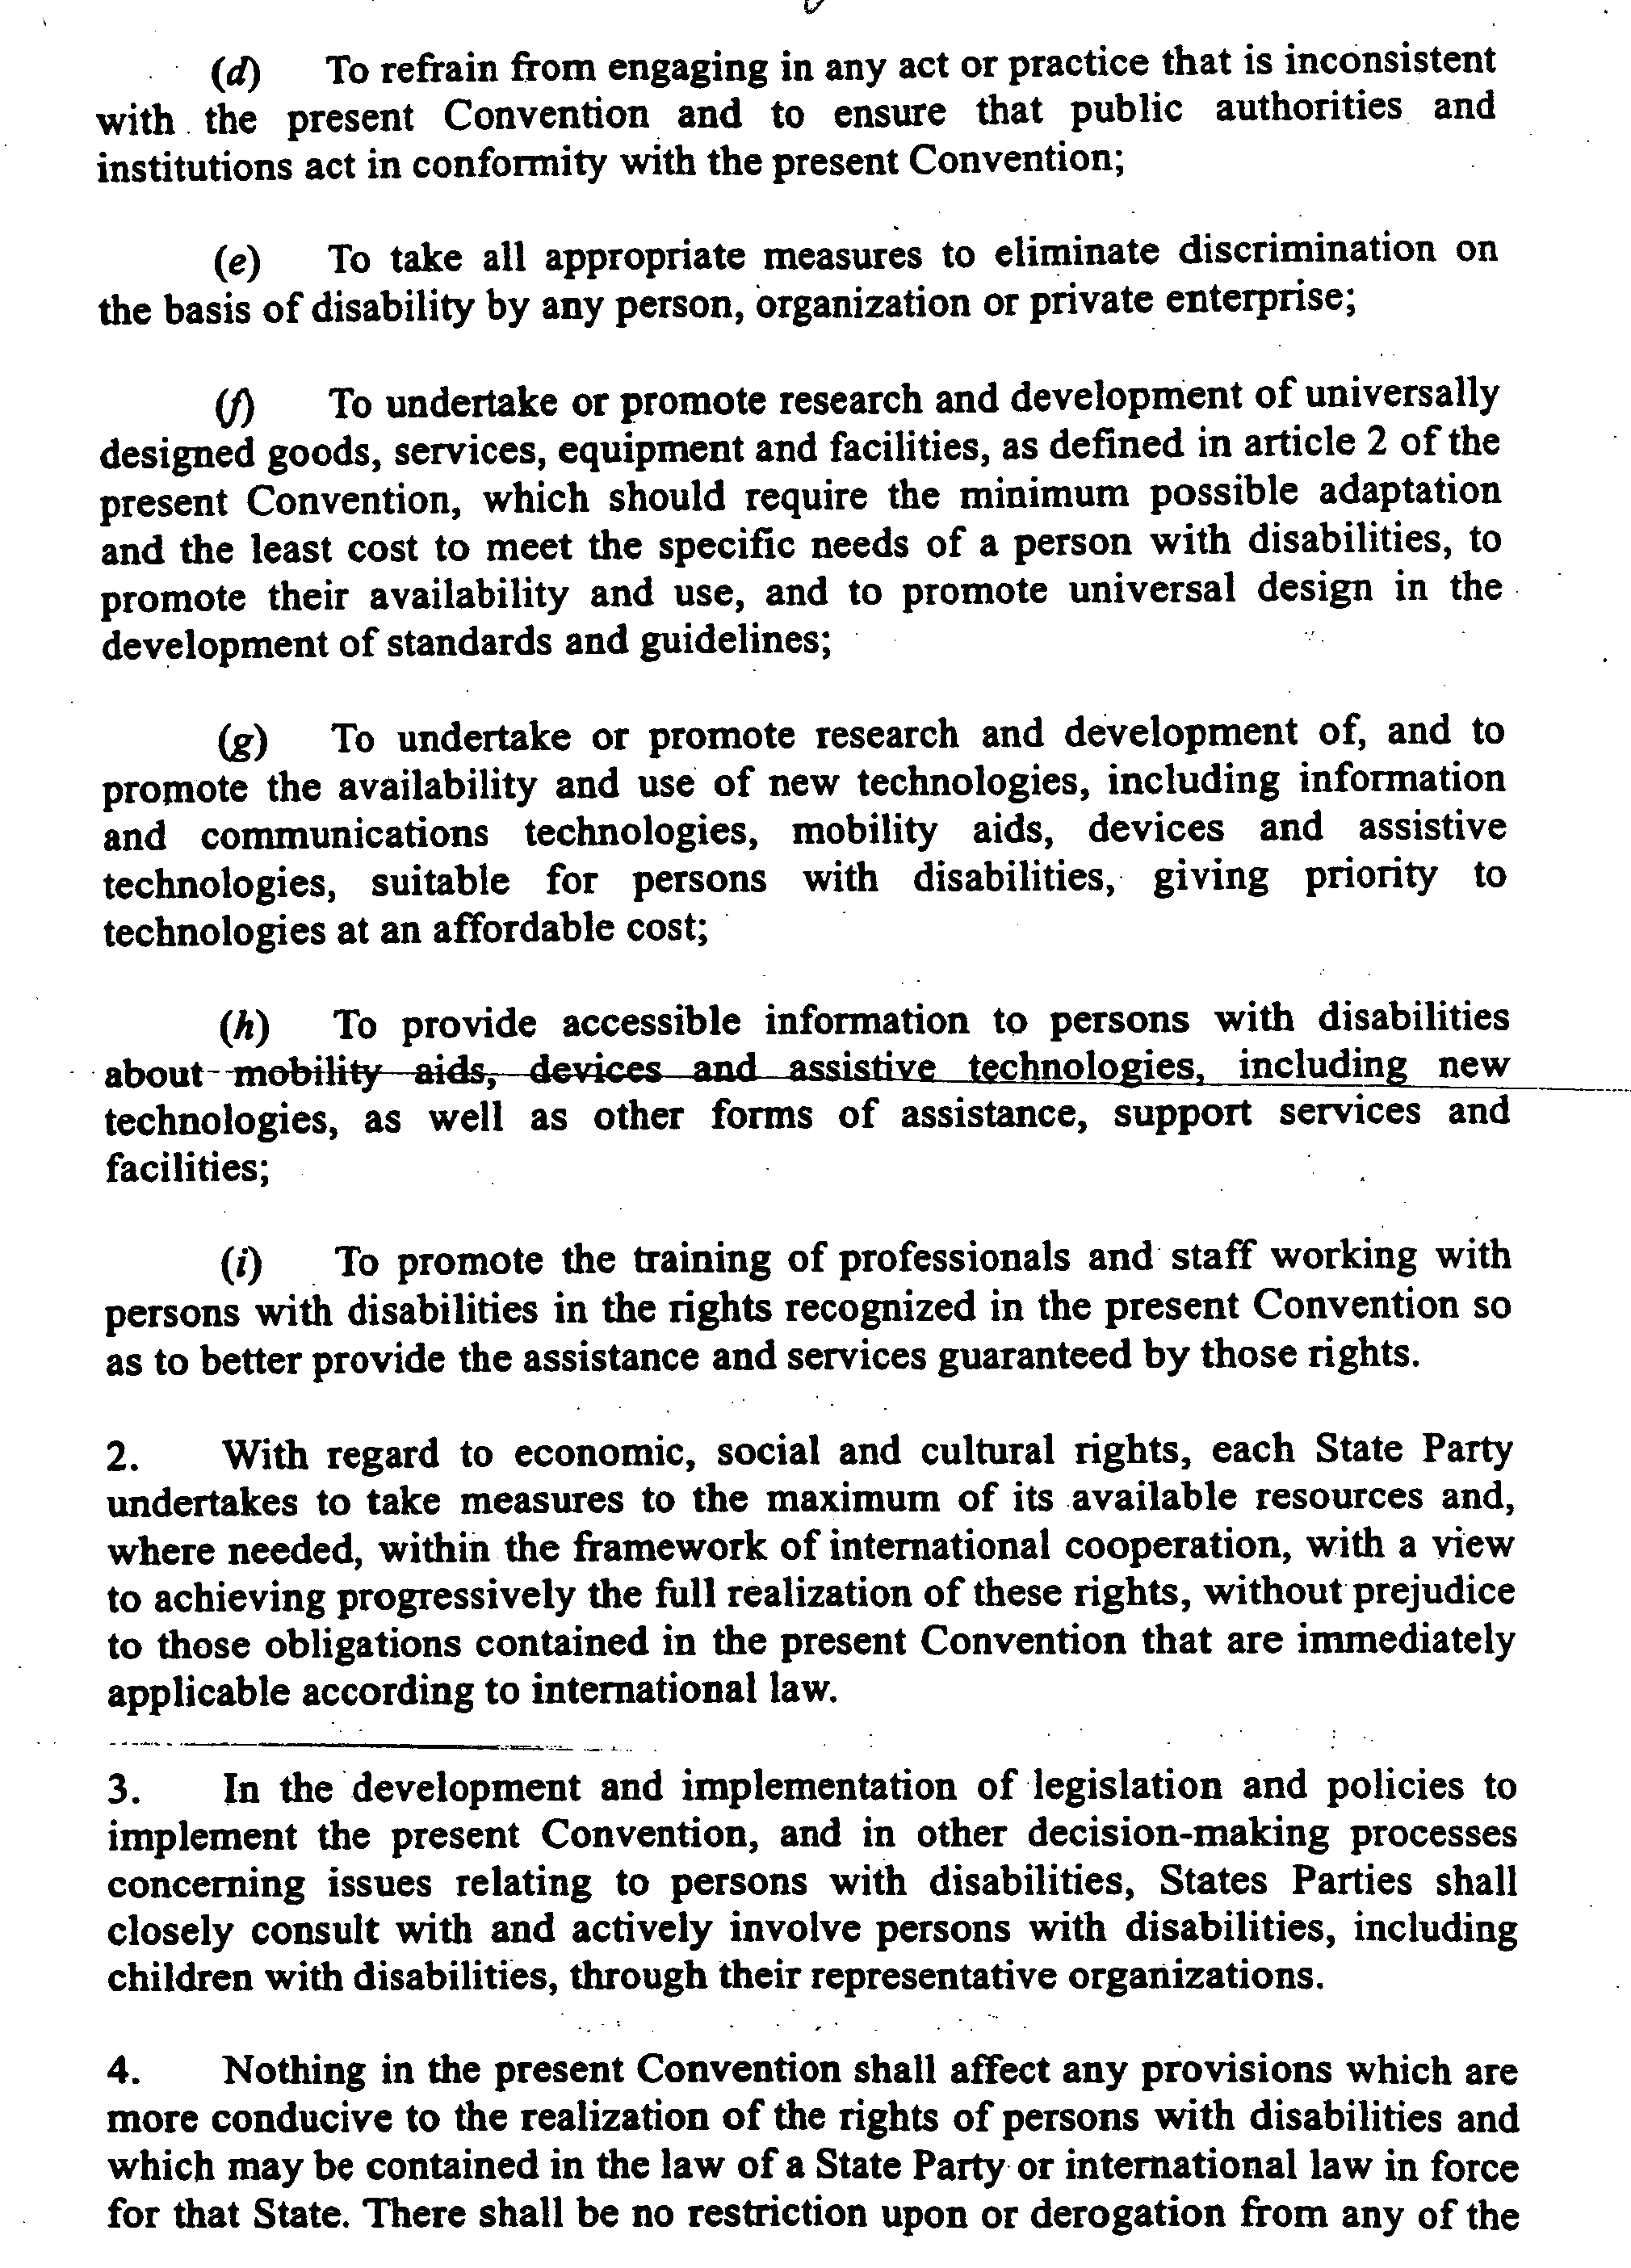 (d) To refrain from engaging in any act or practice that is inconsistent
with the present Convention and to ensure that public authorities and
institutions act in conformity with the present Convention;
(e) To take all appropriate measures to eliminate discrimination on
the basis of disability by any person, organization or private enterprise;
(f) To undertake or promote research and development of universally
designed goods, services, equipment and facilities, as defined in article 2 of the
present Convention, which should require the minimum possible adaptation
and the least cost to meet the specific needs of a person with disabilities, to
promote their availability and use, and to promote universal design in the
development of standards and guidelines;
(g) To undertake or promote research and development of, and to
promote the availability and use of new technologies, including information
and communications technologies, mobility aids, devices and assistive
technologies, suitable for persons with disabilities, giving priority to
technologies at an affordable cost;
(h) To provide accessible information to persons with disabilities
about mobility aids, devices and assistive technologies, including new
technologies, as well as other forms of assistance, support services and
facilities;
(i) To promote the training of professionals and staff working with
persons with disabilities in the rights recognized in the present Convention so
as to better provide the assistance and services guaranteed by those rights.
2. With regard to economic, social and cultural rights, each State Party
undertakes to take measures to the maximum of its available resources and,
where needed, within the framework of international cooperation, with a view
to achieving progressively the full realization of these rights, without prejudice
to those obligations contained in the present Convention that are immediately
applicable according to international law.
3. In the development and implementation of legislation and policies to
implement the present Convention, and in other decision-making processes
concerning issues relating to persons with disabilities, States Parties shall
closely consult with and actively involve persons with disabilities, including
children with disabilities, through their representative organizations.
4. Nothing in the present Convention shall affect any provisions which are
more conducive to the realization of the rights of persons with disabilities and
which may be contained in the law of a State Party or international law in force
for that State. There shall be no restriction upon or derogation from any of the